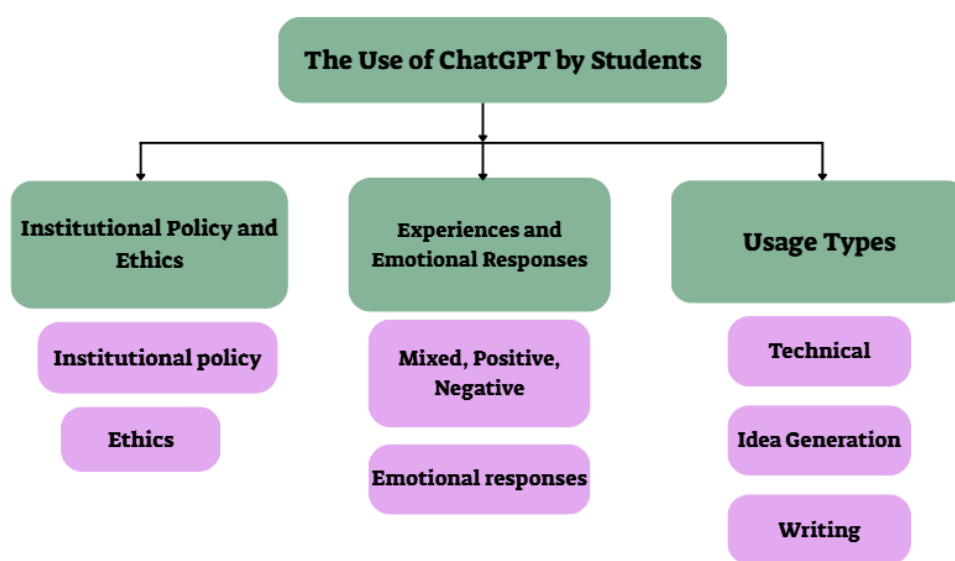 The Use of ChatGPT by Students
Institutional Policy and
Ethics
Institutional policy
Ethics
Experiences and
Emotional Responses
Mixed, Positive,
Negative
Emotional responses
Usage Types
Technical
Idea Generation
Writing